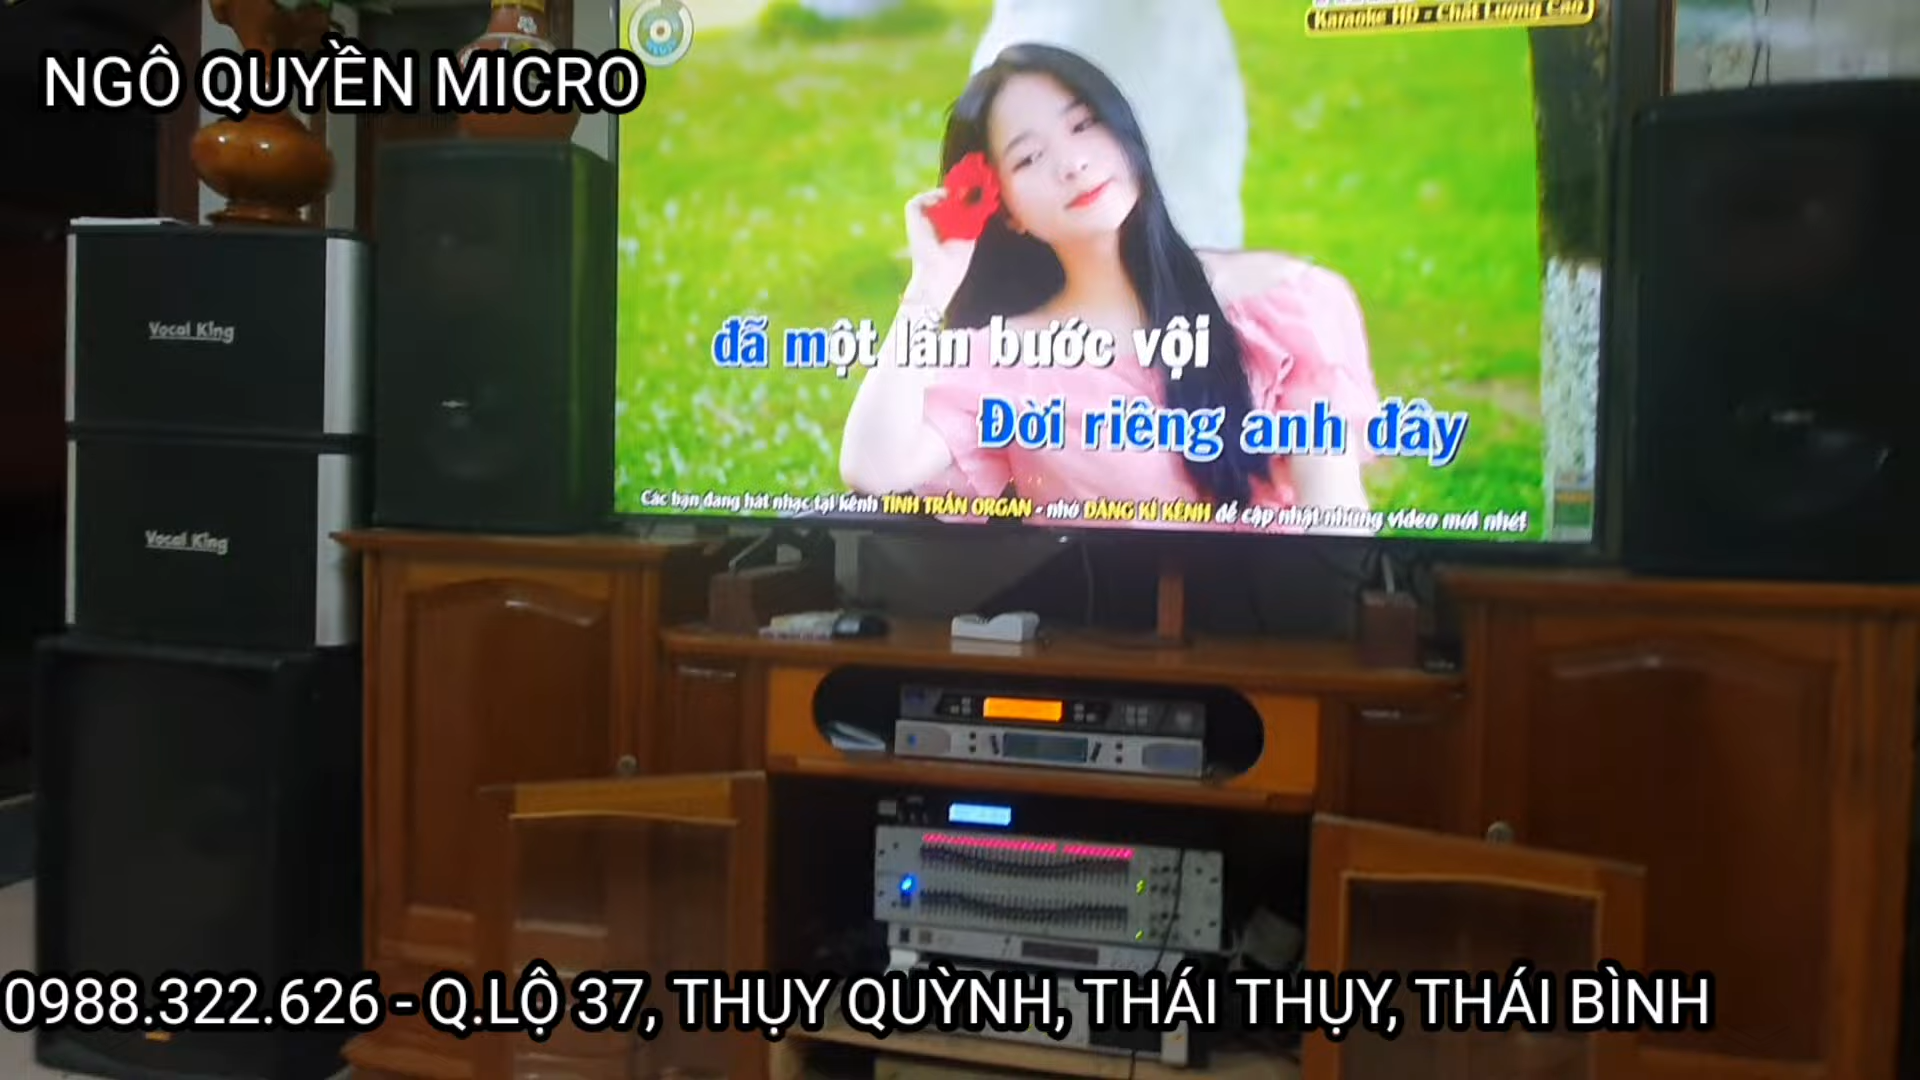 Karaoke HD - Chất Lượng Cao
NGÔ QUYỀN MICRO
Vocal King
đã một lần bước vội
Đời riêng anh đây
Các bạn đang hát nhạc tại kênh TÌNH TRẦN ORGAN - nhớ ĐĂNG KÍ KÊNH để cập nhật những video mới nhé!
Vocal King
0988.322.626 - Q.LỘ 37, THỤY QUỲNH, THÁI THỤY, THÁI BÌNH